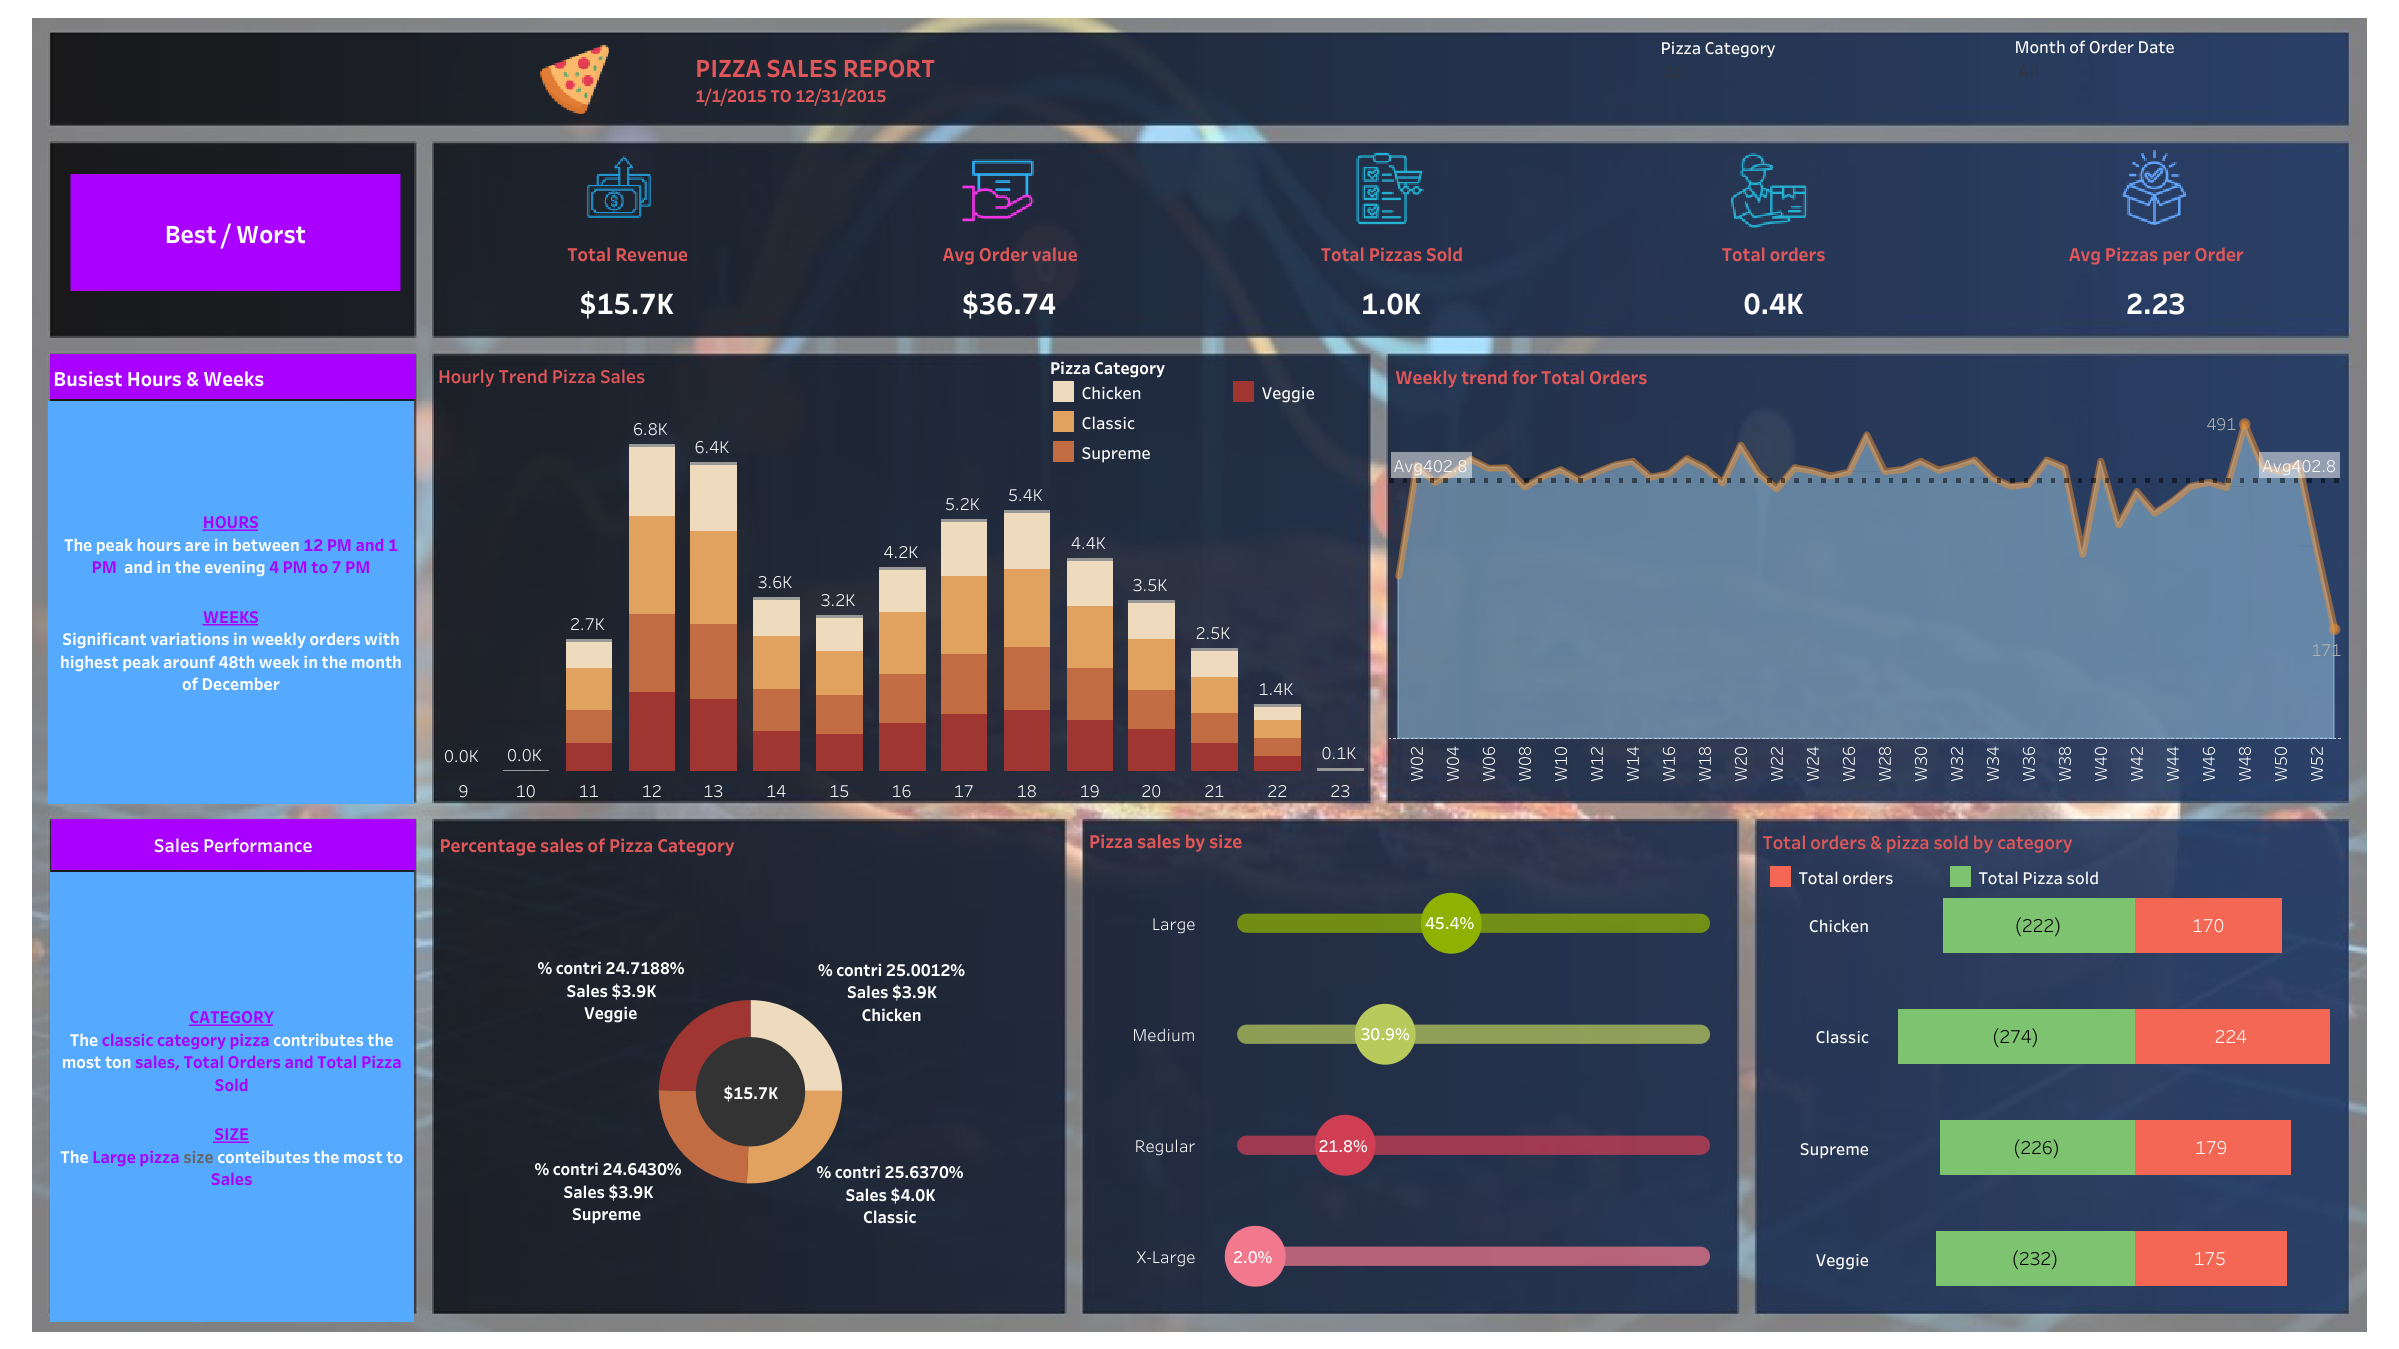 PIZZA SALES REPORT
1/1/2015 TO 12/31/2015
Pizza Category
Month of Order Date
All
Best / Worst
Total Revenue
$15.7K
Avg Order value
$36.74
Total Pizzas Sold
1.0K
Total orders
0.4K
Avg Pizzas per Order
2.23
Busiest Hours & Weeks
HOURS
The peak hours are in between 12 PM and 1
PM and in the evening 4 PM to 7 PM
WEEKS
Significant variations in weekly orders with
highest peak arounf 48th week in the month
of December
Hourly Trend Pizza Sales
Pizza Category
Chicken
Veggie
Classic
Supreme
0.0K
0.0K
2.7K
6.8K
6.4K
3.6K
3.2K
4.2K
5.2K
5.4K
4.4K
3.5K
2.5K
1.4K
0.1K
9 10 11 12 13 14 15 16 17 18 19 20 21 22 23
Weekly trend for Total Orders
491
Avg402.8
Avg402.8
171
W02 W04 W06 W08 W10 W12 W14 W16 W18 W20 W22 W24 W26 W28 W30 W32 W34 W36 W38 W40 W42 W44 W46 W48 W50 W52
Sales Performance
CATEGORY
The classic category pizza contributes the
most ton sales, Total Orders and Total Pizza
Sold
SIZE
The Large pizza size conteibutes the most to
Sales
Percentage sales of Pizza Category
% contri 24.7188%
Sales $3.9K
Veggie
% contri 25.0012%
Sales $3.9K
Chicken
$15.7K
% contri 24.6430%
Sales $3.9K
Supreme
% contri 25.6370%
Sales $4.0K
Classic
Pizza sales by size
Large
45.4%
Medium
30.9%
Regular
21.8%
X-Large
2.0%
Total orders & pizza sold by category
Total orders
Total Pizza sold
Chicken (222) 170
Classic (274) 224
Supreme (226) 179
Veggie (232) 175